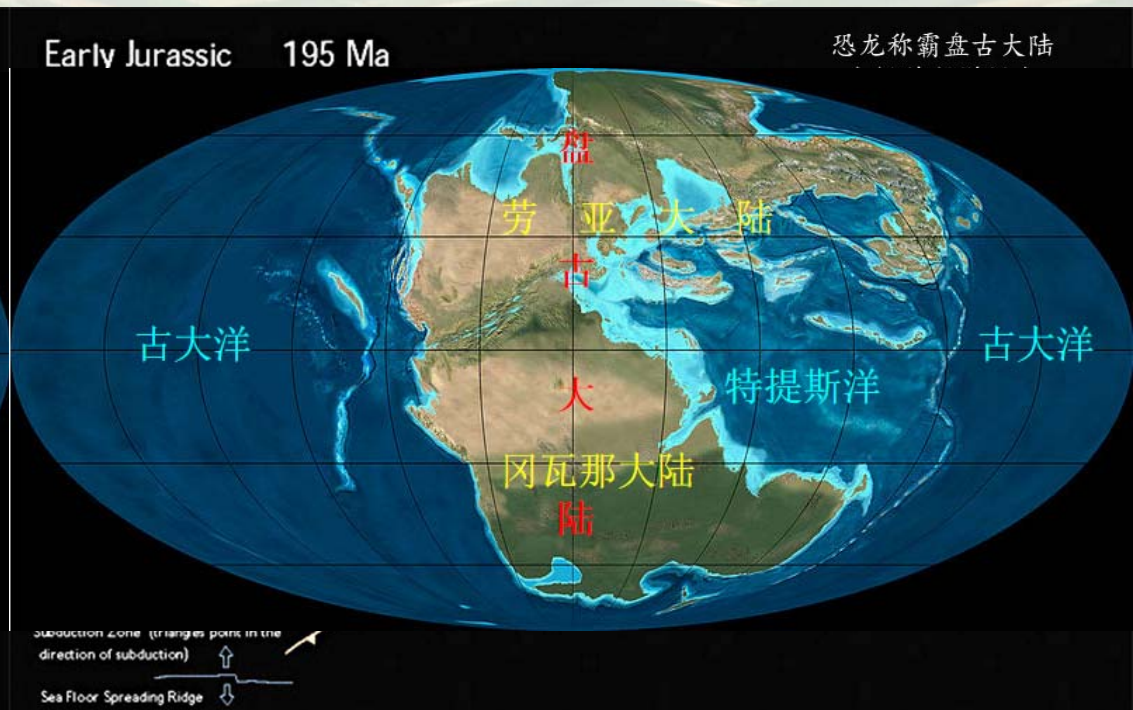 Early Jurassic 195 Ma
恐龙称霸盘古大陆
盘
劳亚大陆
古
古大洋
古大洋
大
特提斯洋
冈瓦那大陆
陆
Subduction Zone (triangles point in the
direction of subduction)
Sea Floor Spreading Ridge